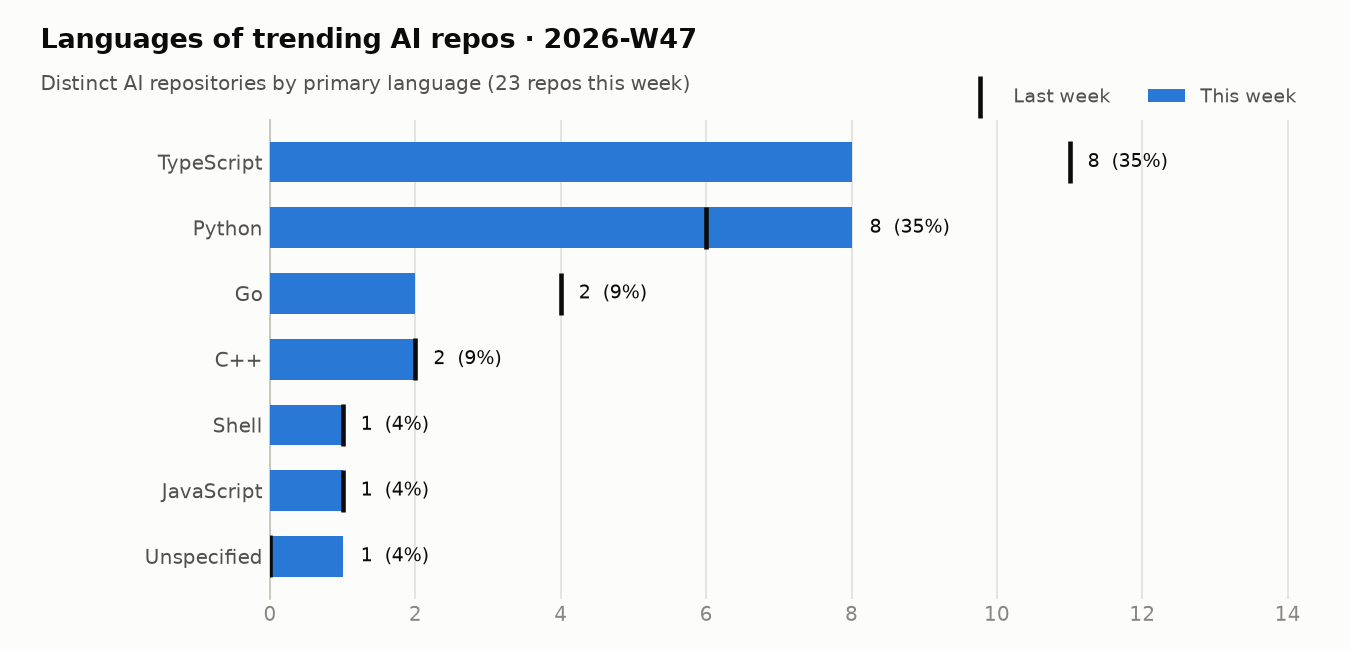 Languages of trending AI repos · 2026-W47
Distinct AI repositories by primary language (23 repos this week)
Last week
This week
TypeScript
8 (35%)
Python
8 (35%)
Go
2 (9%)
C++
2 (9%)
Shell
1 (4%)
JavaScript
1 (4%)
Unspecified
1 (4%)
0 2 4 6 8 10 12 14